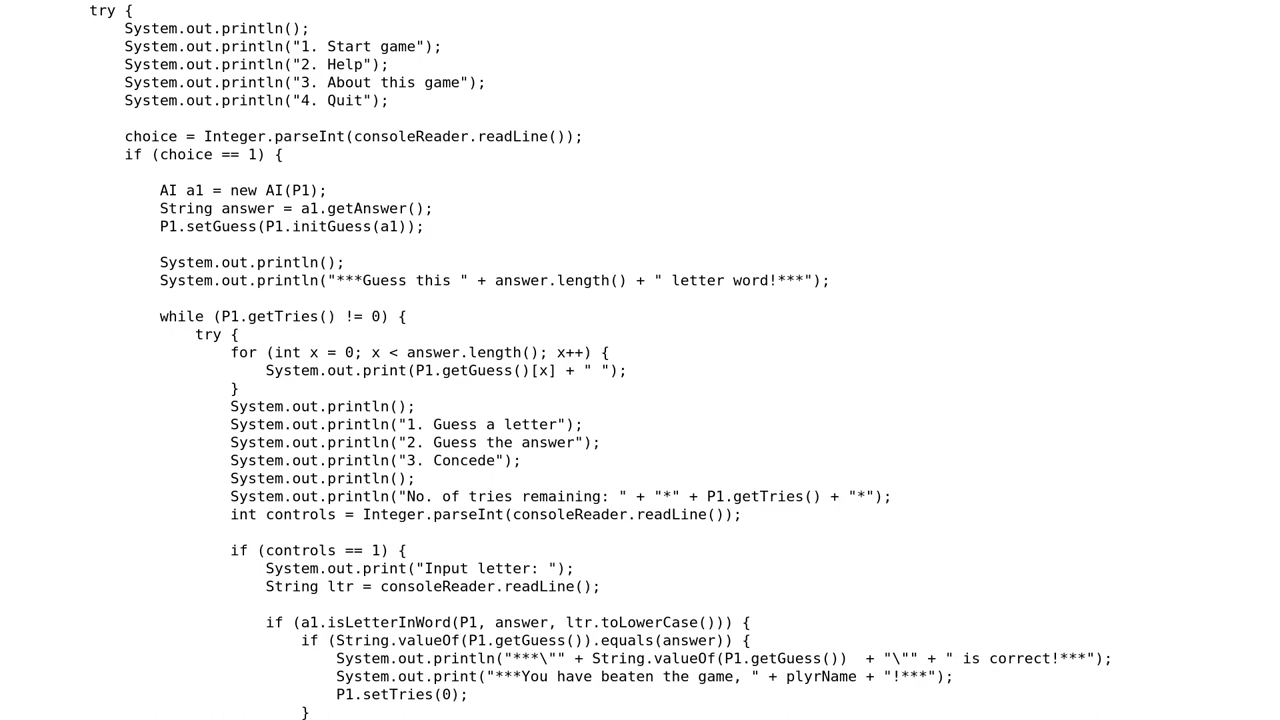 try {
System.out.println();
System.out.println("1. Start game");
System.out.println("2. Help");
System.out.println("3. About this game");
System.out.println("4. Quit");
choice = Integer.parseInt(consoleReader.readLine());
if (choice == 1) {
AI a1 = new AI(P1);
String answer = a1.getAnswer();
P1.setGuess(P1.initGuess(a1));
System.out.println();
System.out.println("***Guess this " + answer.length() + " letter word!***");
while (P1.getTries() != 0) {
try {
for (int x = 0; x < answer.length(); x++) {
System.out.print(P1.getGuess()[x] + " ");
}
System.out.println();
System.out.println("1. Guess a letter");
System.out.println("2. Guess the answer");
System.out.println("3. Concede");
System.out.println();
System.out.println("No. of tries remaining: " + "*" + P1.getTries() + "*");
int controls = Integer.parseInt(consoleReader.readLine());
if (controls == 1) {
System.out.print("Input letter: ");
String ltr = consoleReader.readLine();
if (a1.isLetterInWord(P1, answer, ltr.toLowerCase())) {
if (String.valueOf(P1.getGuess()).equals(answer)) {
System.out.println("***\"" + String.valueOf(P1.getGuess())  + "\"" + " is correct!***");
System.out.print("***You have beaten the game, " + plyrName + "!***");
P1.setTries(0);
}